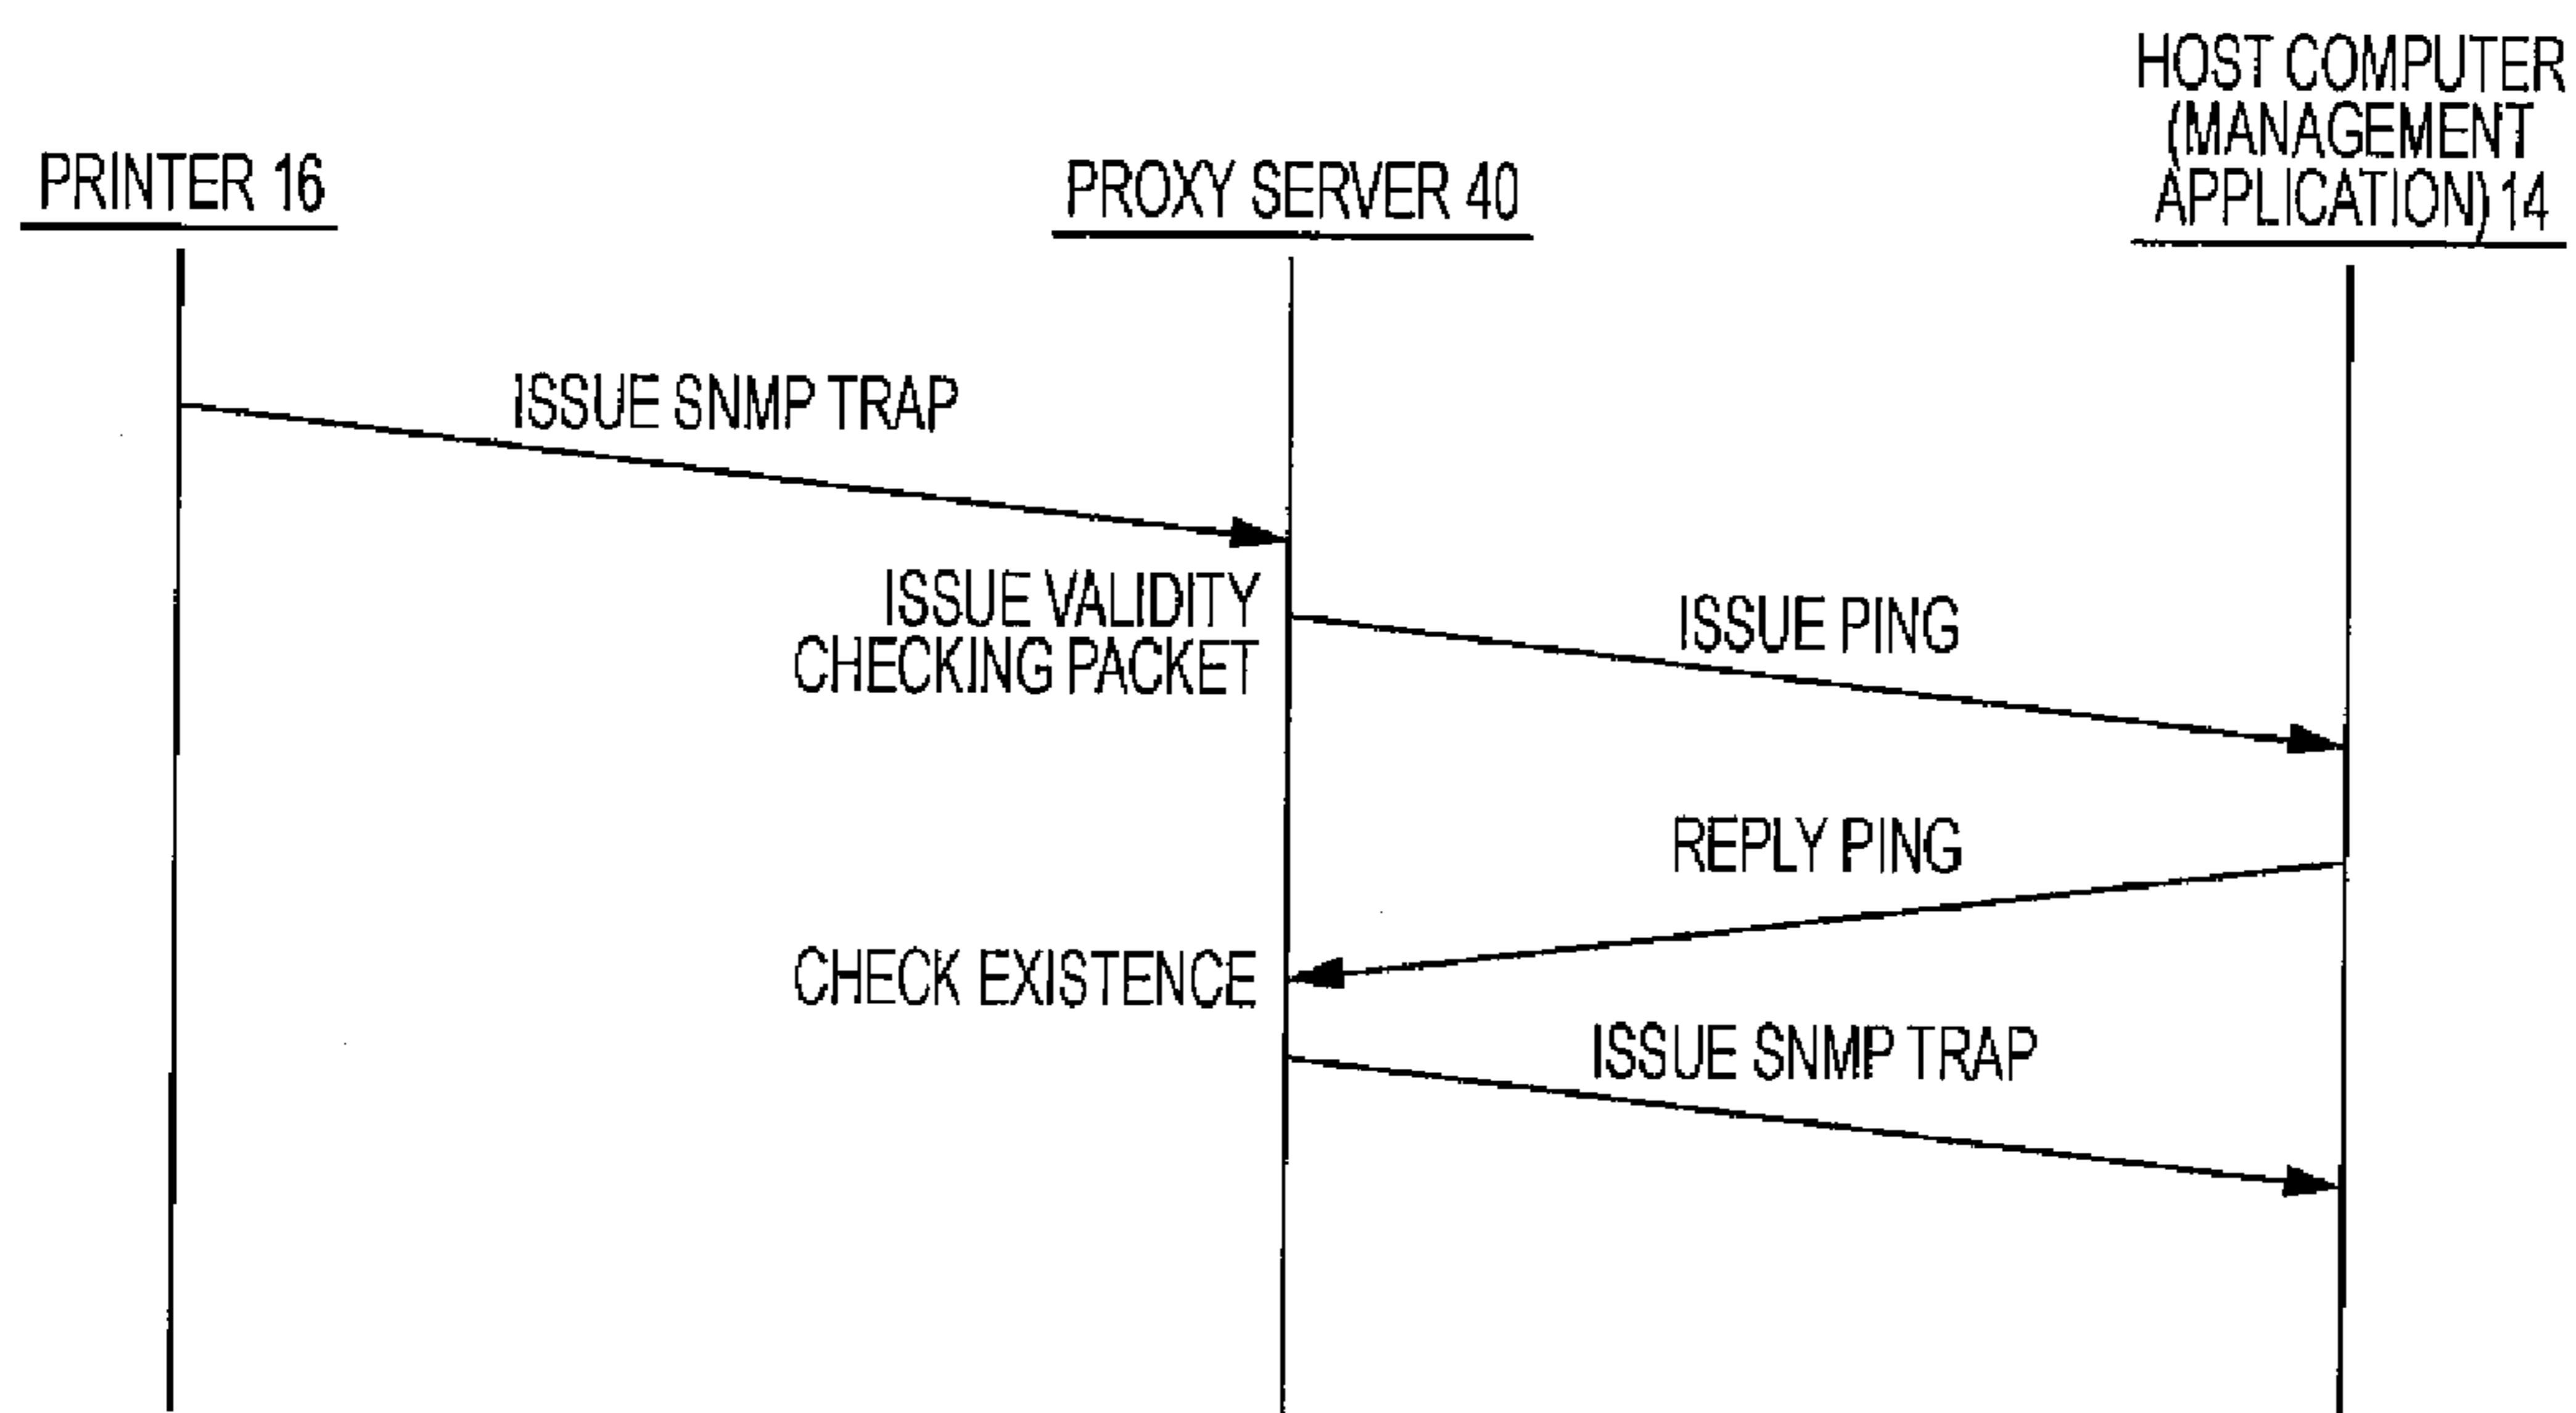 HOST COMPUTER
(MANAGEMENT
APPLICATION) 14
PRINTER 16
PROXY SERVER 40
ISSUE SNMP TRAP
ISSUE VALIDITY
CHECKING PACKET
ISSUE PING
REPLY PING
CHECK EXISTENCE
ISSUE SNMP TRAP